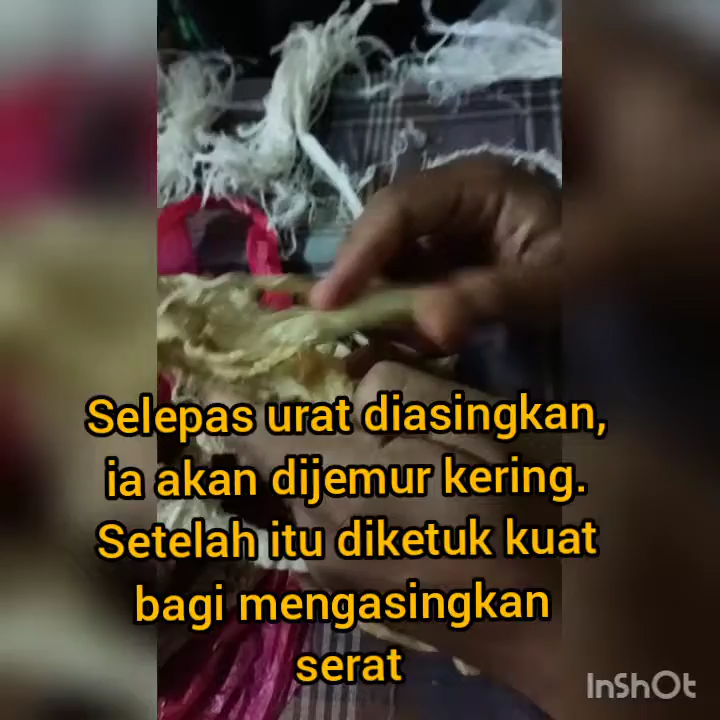 Selepas urat diasingkan,
ia akan dijemur kering.
Setelah itu diketuk kuat
bagi mengasingkan
serat
InShOt